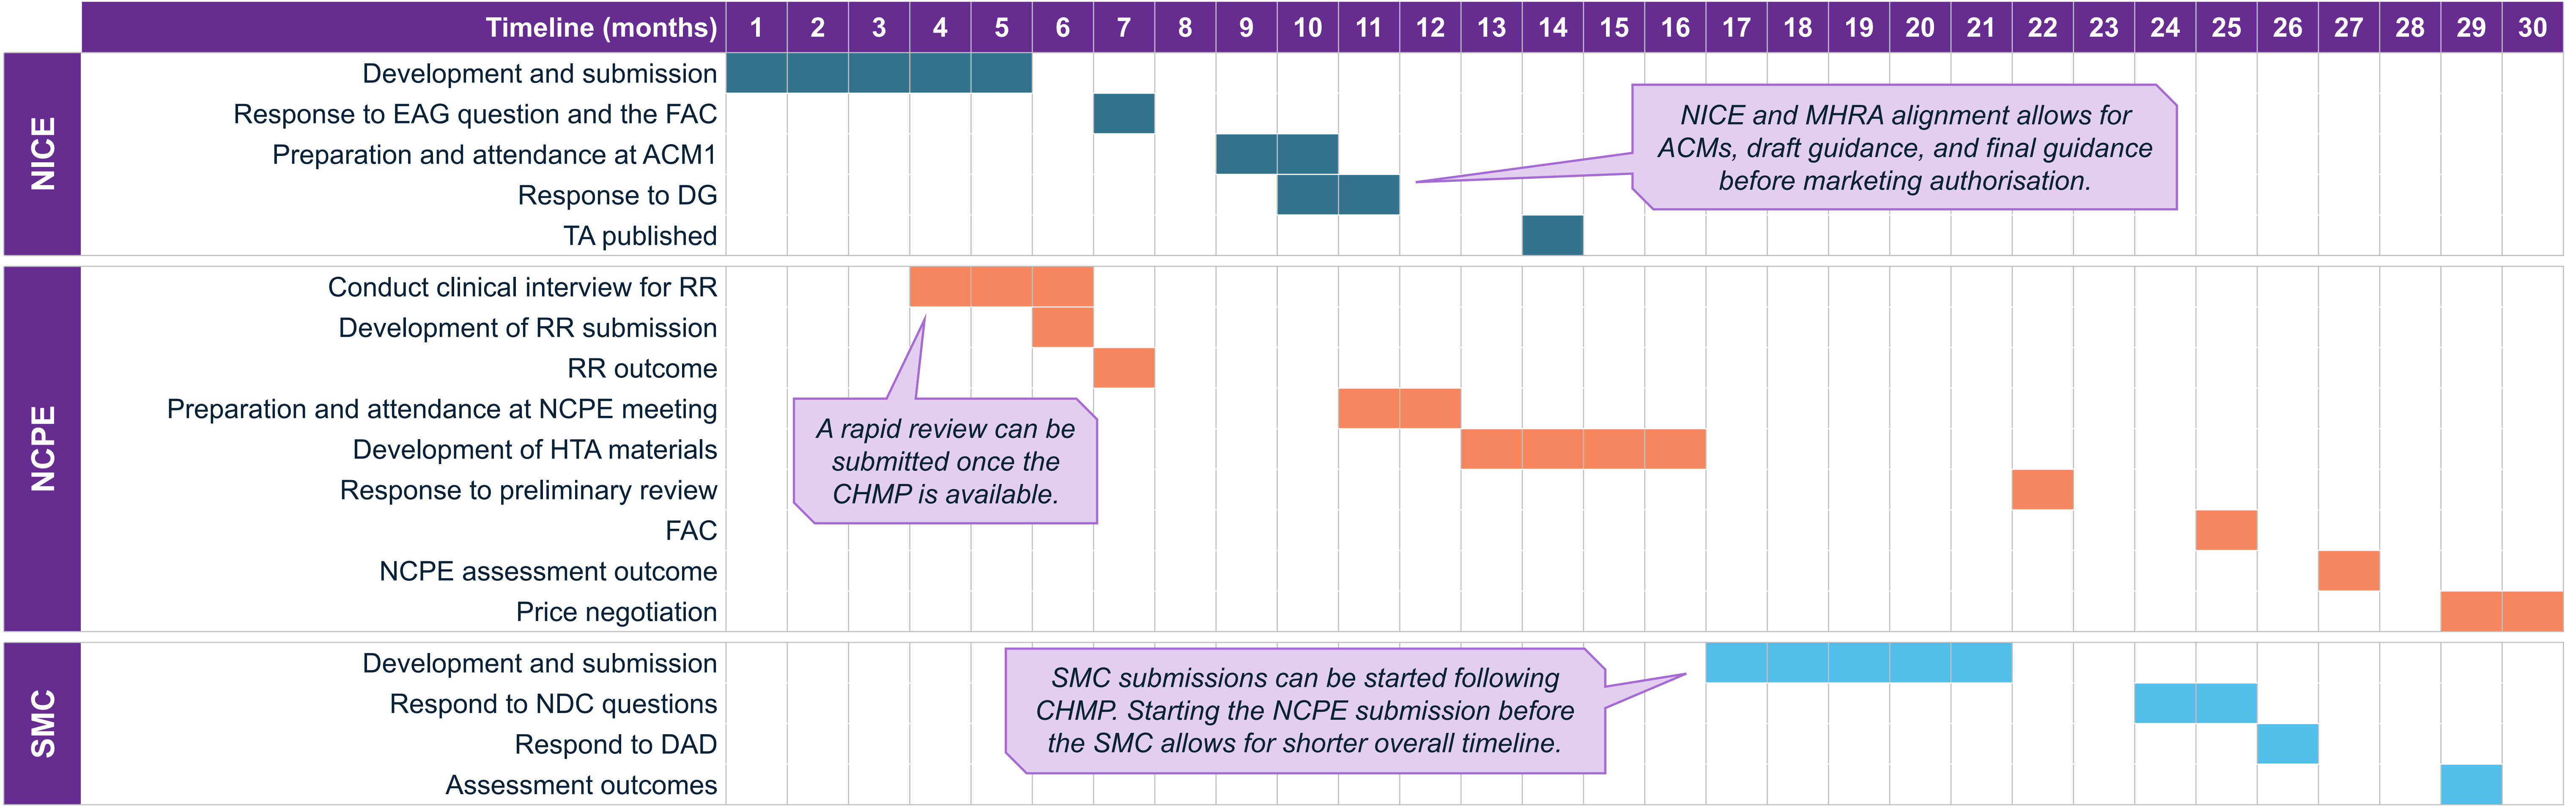 Timeline (months) 1 2 3 4 5 6 7 8 9 10 11 12 13 14 15 16 17 18 19 20 21 22 23 24 25 26 27 28 29 30
NICE
Development and submission
Response to EAG question and the FAC
Preparation and attendance at ACM1
Response to DG
TA published
NICE and MHRA alignment allows for
ACMs, draft guidance, and final guidance
before marketing authorisation.
NCPE
Conduct clinical interview for RR
Development of RR submission
RR outcome
Preparation and attendance at NCPE meeting
Development of HTA materials
Response to preliminary review
FAC
NCPE assessment outcome
Price negotiation
A rapid review can be
submitted once the
CHMP is available.
SMC
Development and submission
Respond to NDC questions
Respond to DAD
Assessment outcomes
SMC submissions can be started following
CHMP. Starting the NCPE submission before
the SMC allows for shorter overall timeline.